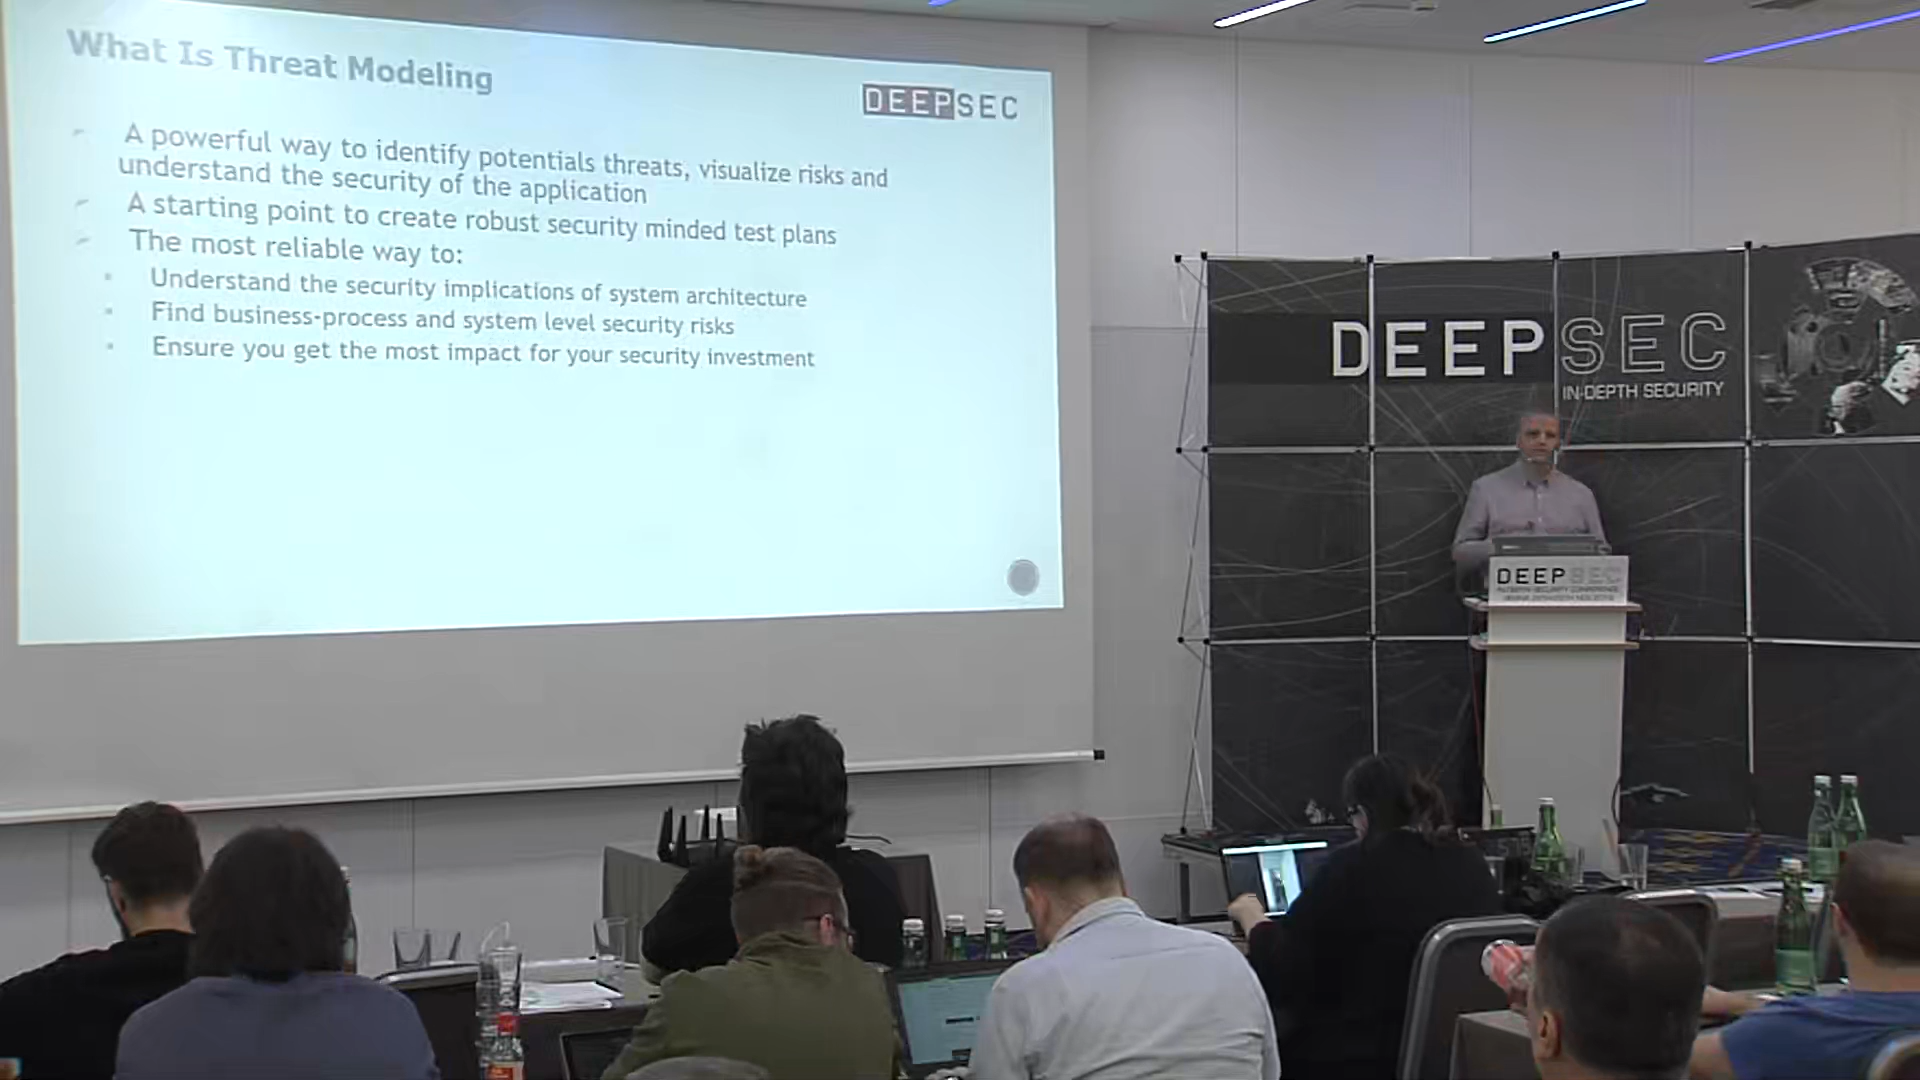 What Is Threat Modeling
DEEPSEC
A powerful way to identify potentials threats, visualize risks and
understand the security of the application
A starting point to create robust security minded test plans
The most reliable way to:
Understand the security implications of system architecture
Find business-process and system level security risks
Ensure you get the most impact for your security investment
DEEPSEC
IN-DEPTH SECURITY
DEEPSEC